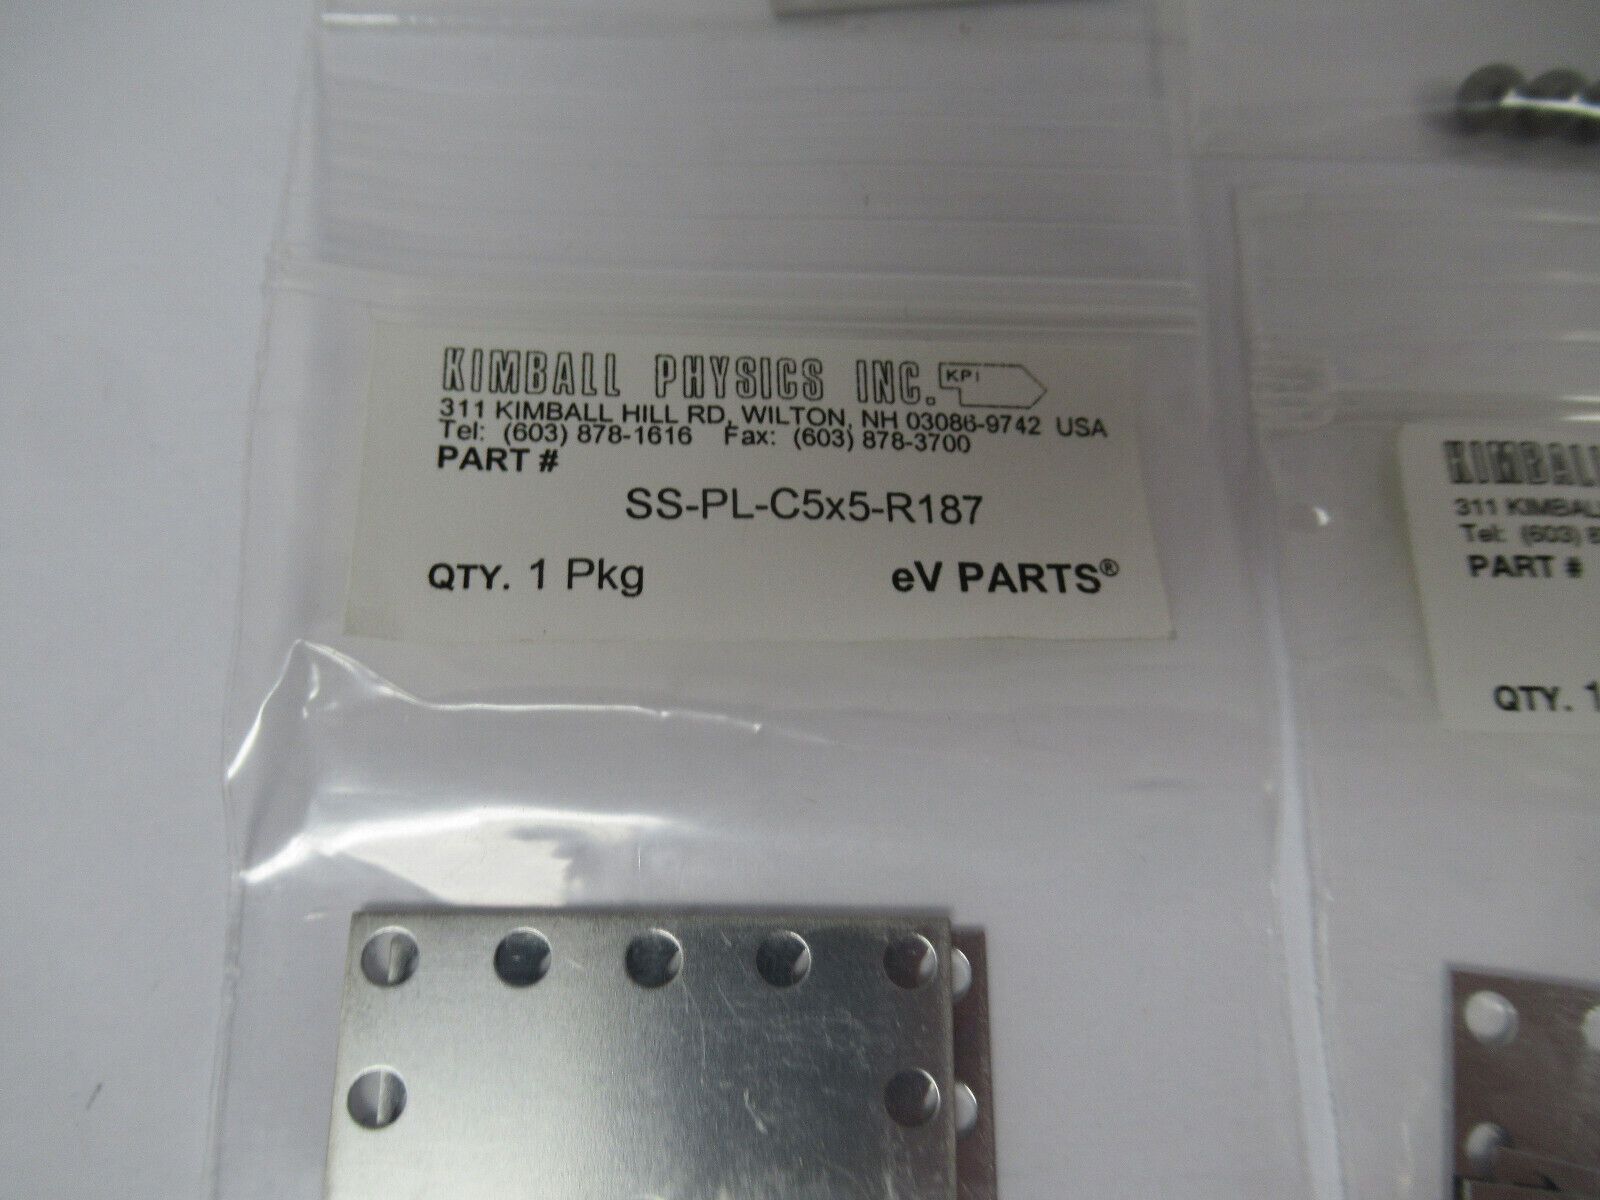 KIMBALL PHYSICS INC. KPI
311 KIMBALL HILL RD, WILTON, NH 03086-9742 USA
Tel: (603) 878-1616 Fax: (603) 878-3700
PART #
SS-PL-C5x5-R187
QTY. 1 Pkg eV PARTS®
KIMBALL
311 KIMBAL
Tel: (603) 8
PART #
QTY. 1